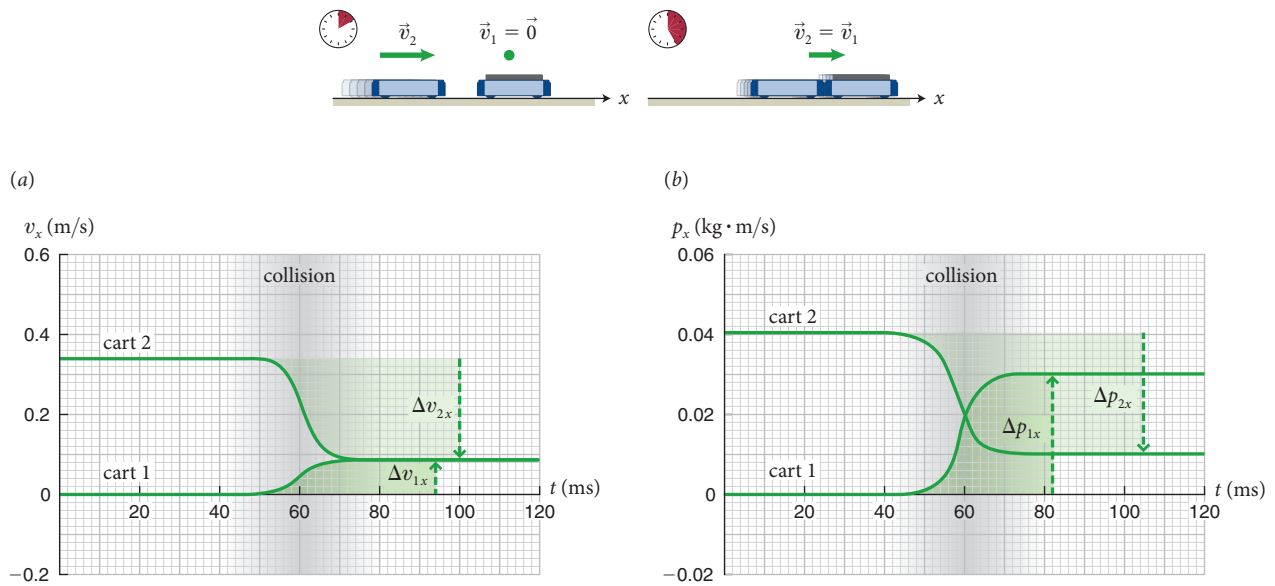 v⃗₂
v⃗₁ = 0⃗
x
v⃗₂ = v⃗₁
x
(a)
vₓ (m/s)
0.6
0.4
0.2
0
−0.2
collision
cart 2
cart 1
Δv₂ₓ
Δv₁ₓ
20 40 60 80 100 120
t (ms)
(b)
pₓ (kg · m/s)
0.06
0.04
0.02
0
−0.02
collision
cart 2
cart 1
Δp₁ₓ
Δp₂ₓ
20 40 60 80 100 120
t (ms)